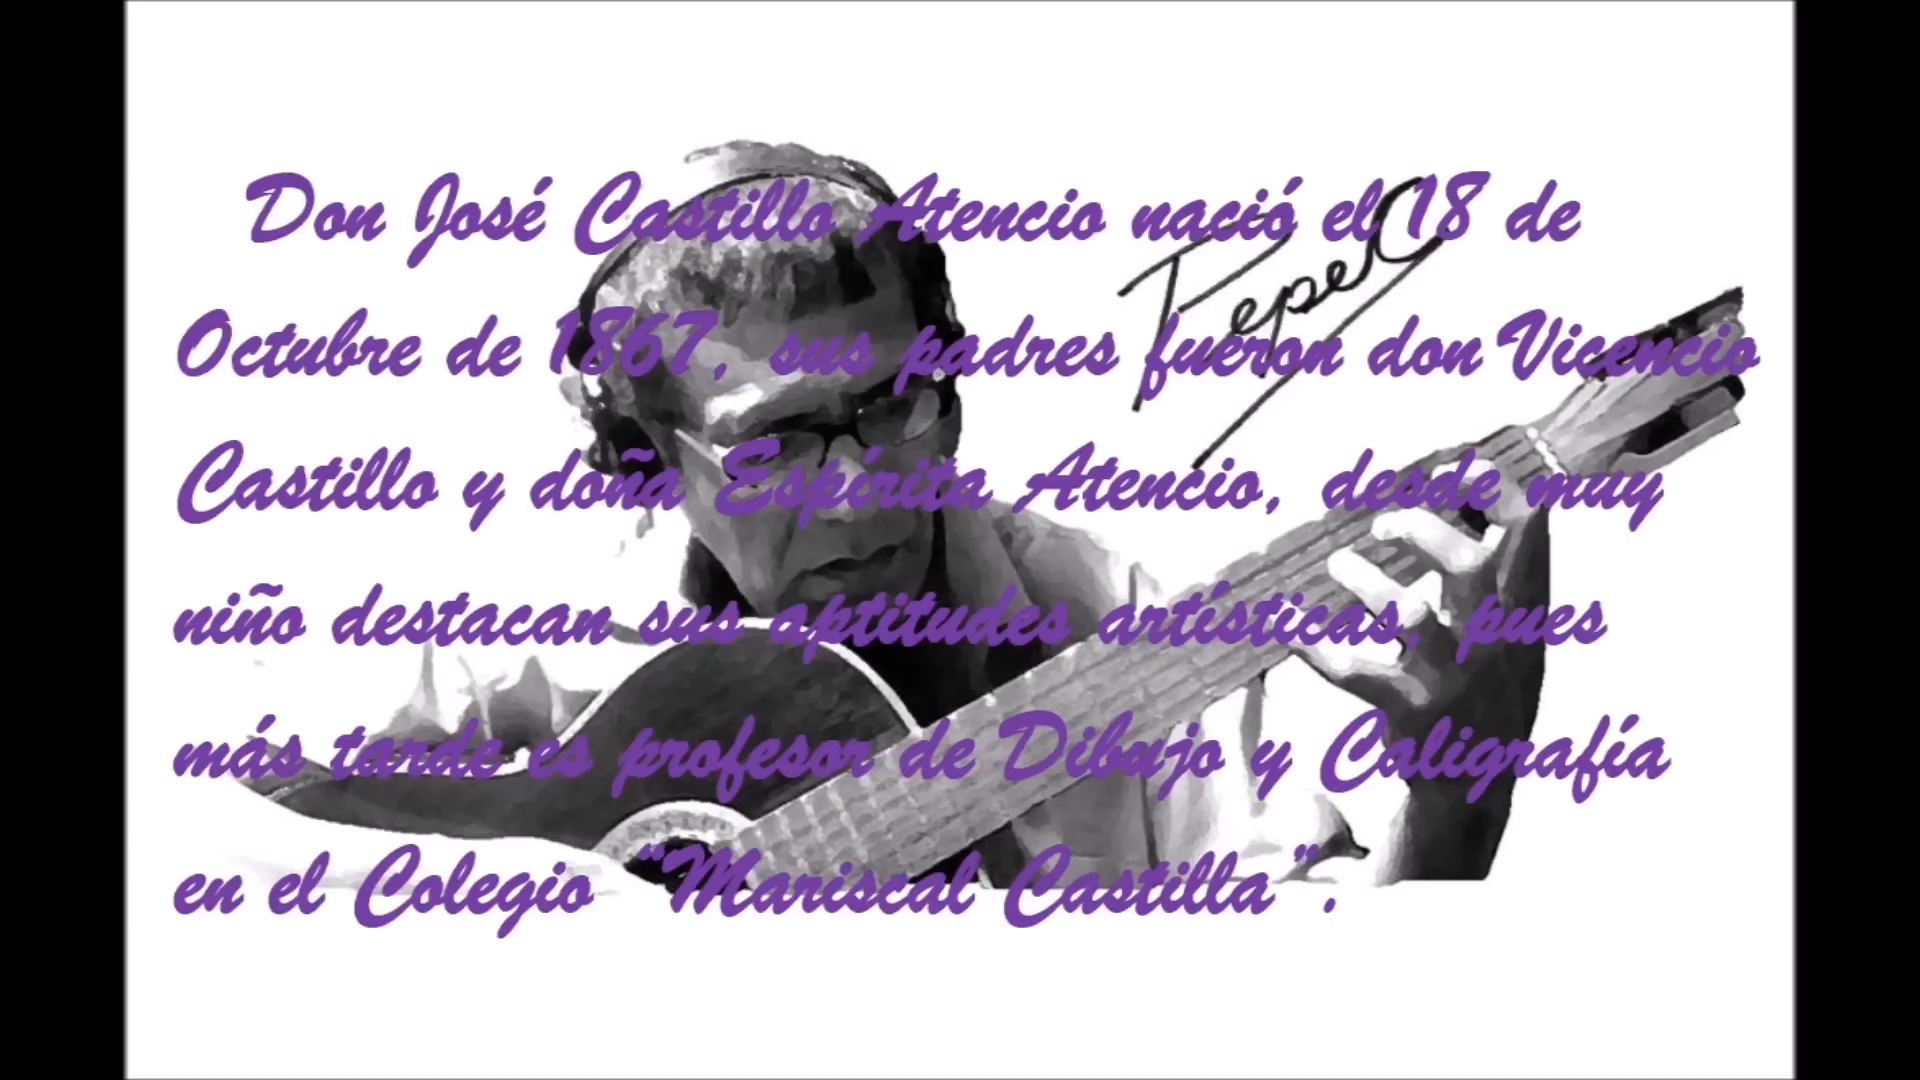 Don José Castillo Atencio nació el 18 de
Octubre de 1867, sus padres fueron don Vicencio
Castillo y doña Espírita Atencio, desde muy
niño destacan sus aptitudes artísticas, pues
más tarde es profesor de Dibujo y Caligrafía
en el Colegio “Mariscal Castilla”.